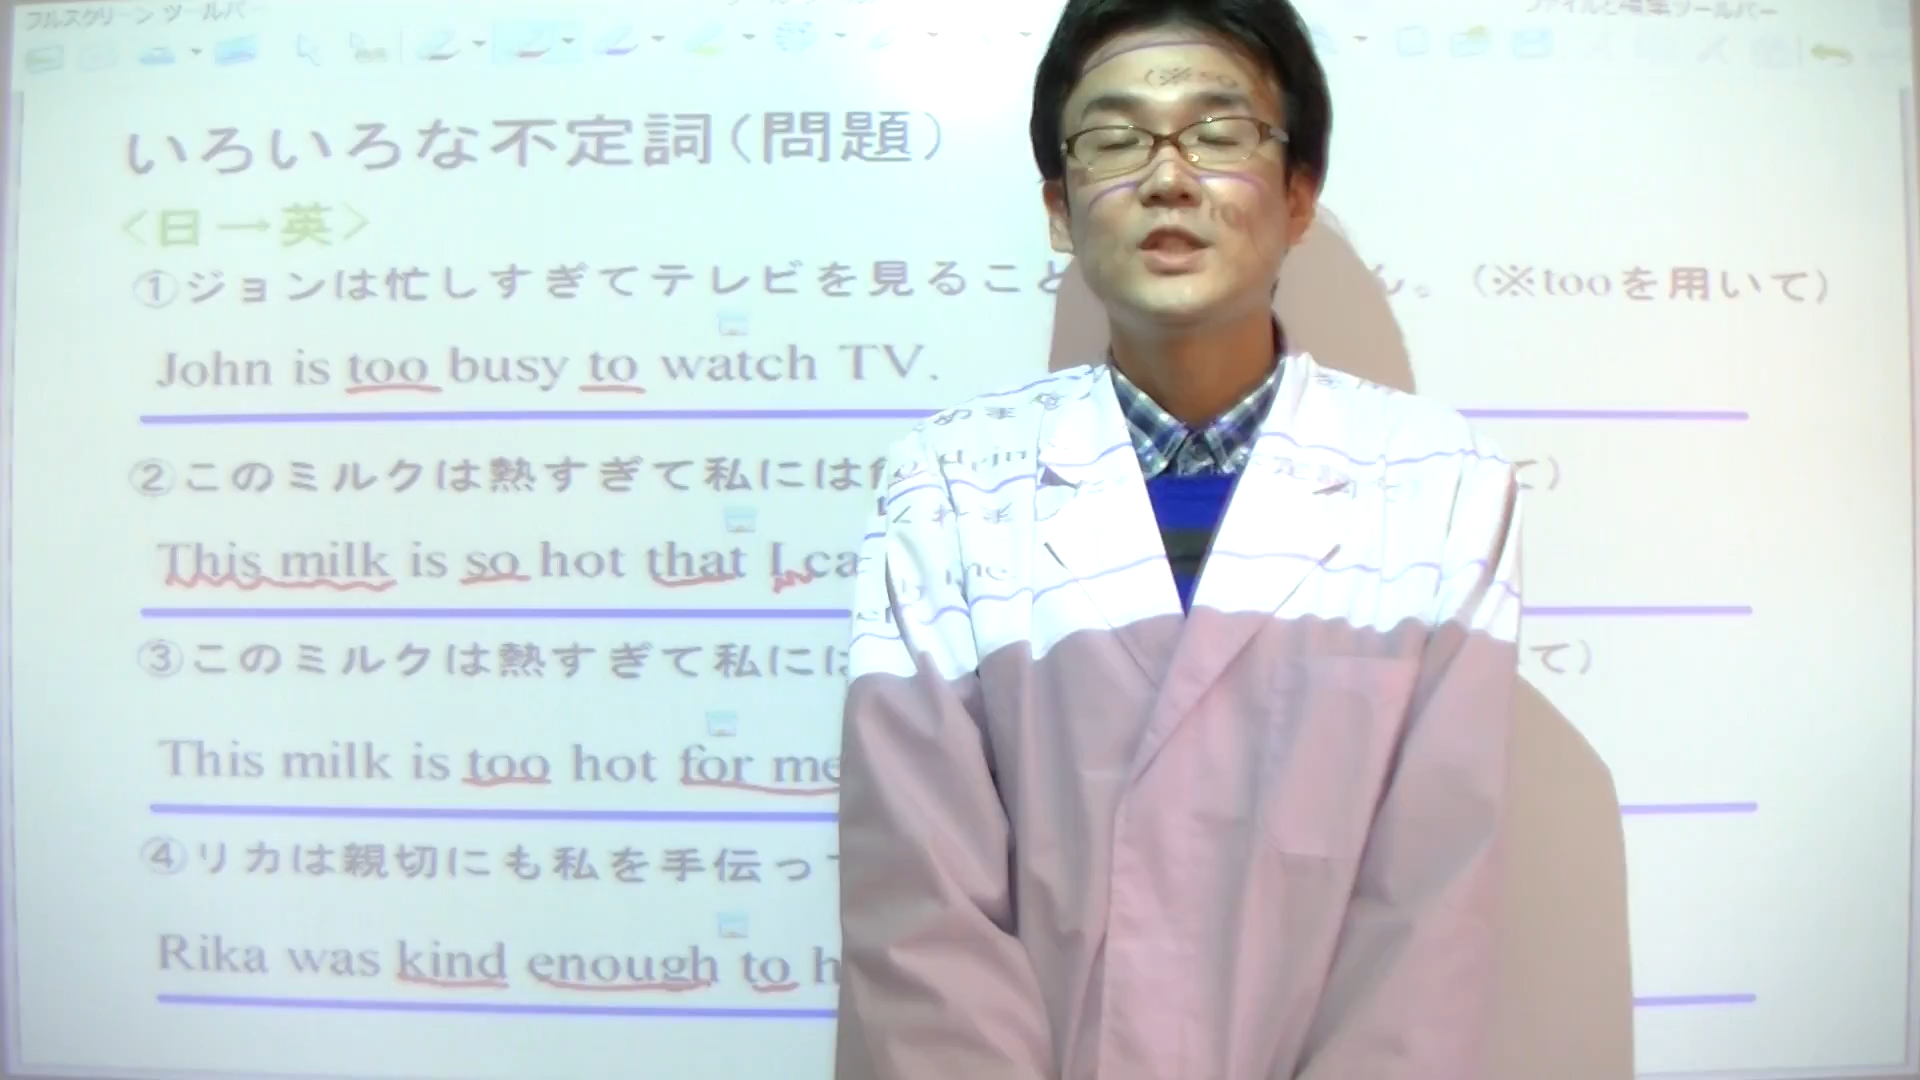 フルスクリーン ツールバー
ファイルと編集ツールバー
いろいろな不定詞(問題)
<日→英>
①ジョンは忙しすぎてテレビを見ること ん。(※tooを用いて)
John is too busy to watch TV.
②このミルクは熱すぎて私には て)
This milk is so hot that I ca
③このミルクは熱すぎて私に て)
This milk is too hot for me
④リカは親切にも私を手伝っ
Rika was kind enough to h